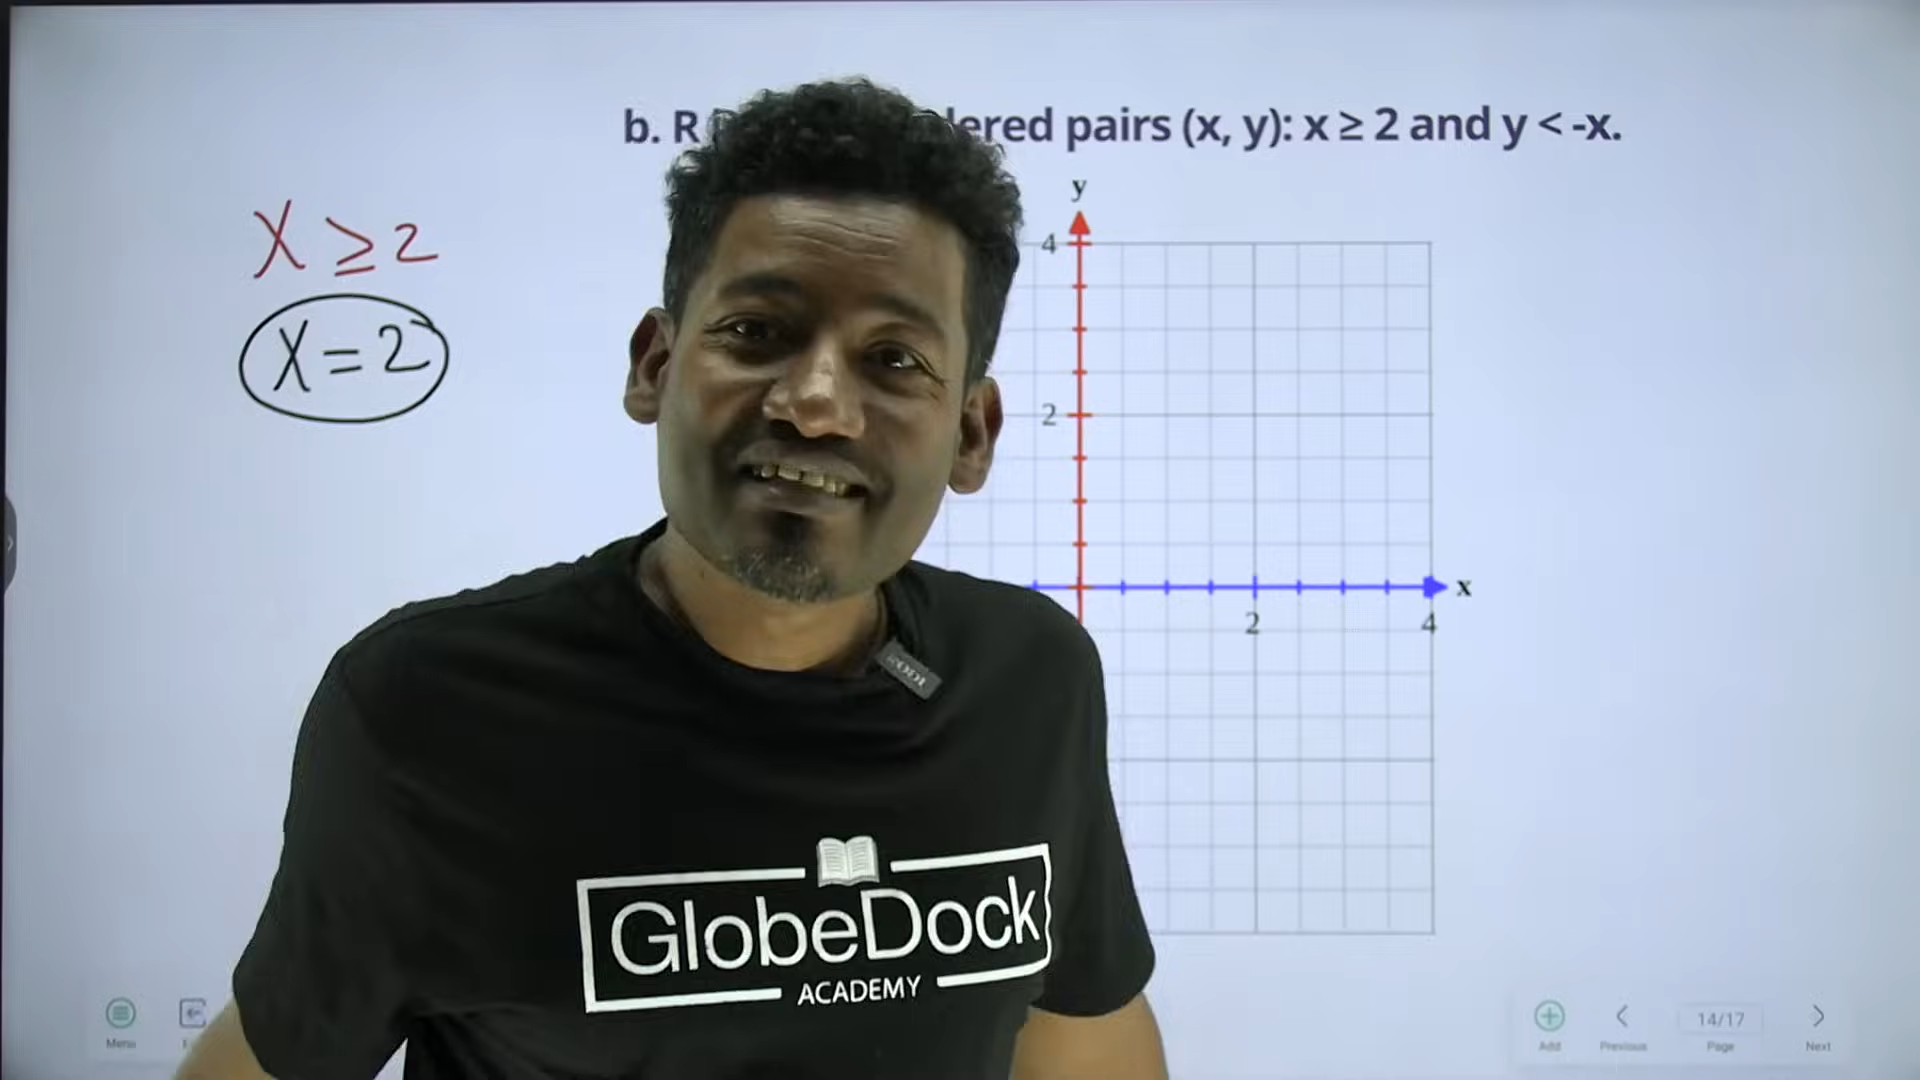 b. R ered pairs (x, y): x ≥ 2 and y < -x.
X ≥ 2
X = 2
y
4
2
x
2
4
GlobeDock
ACADEMY
Menu
Add
Previous
14/17
Page
Next